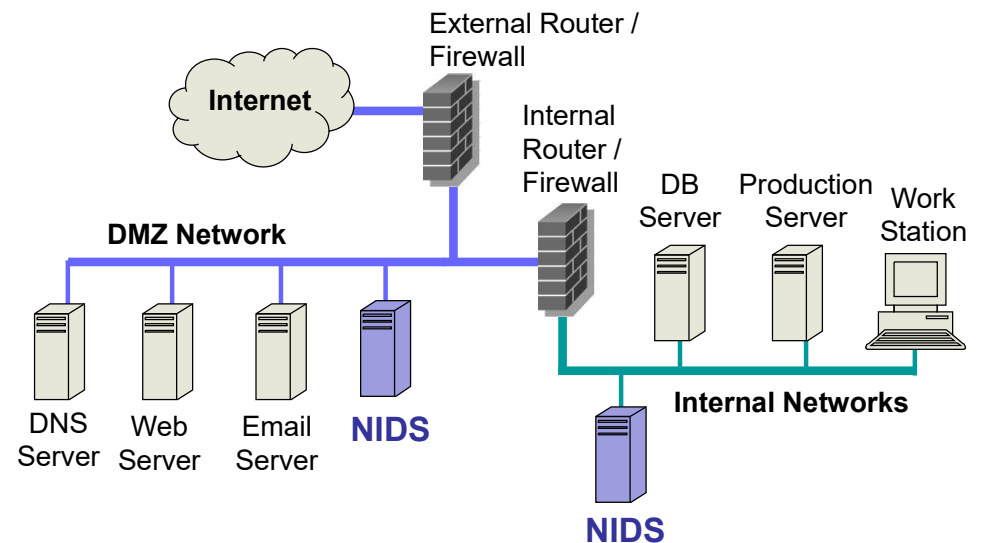 External Router /
Firewall
Internet
Internal
Router /
Firewall
DB
Server
Production
Server
Work
Station
DMZ Network
DNS
Server
Web
Server
Email
Server
NIDS
Internal Networks
NIDS